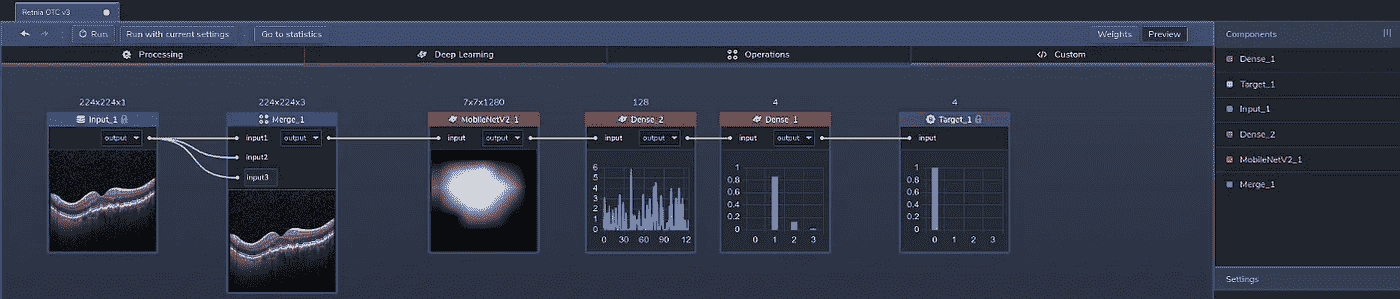 Retnia OTC v3
Run
Run with current settings
Go to statistics
Weights
Preview
Components
Processing
Deep Learning
Operations
Custom
Dense_1
Target_1
Input_1
Dense_2
MobileNetV2_1
Merge_1
224x224x1
224x224x3
7x7x1280
128
4
4
Input_1
Merge_1
MobileNetV2_1
Dense_2
Dense_1
Target_1
output
input1
output
input
output
input
output
input
output
input
input2
input3
6
5
4
3
2
1
0
0 30 60 90 12
1
0.8
0.6
0.4
0.2
0
0 1 2 3
1
0.8
0.6
0.4
0.2
0
0 1 2 3
Settings